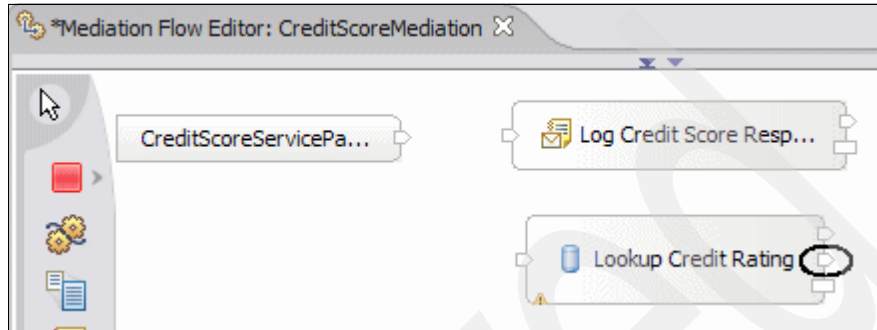 *Mediation Flow Editor: CreditScoreMediation
CreditScoreServicePa...
Log Credit Score Resp...
Lookup Credit Rating